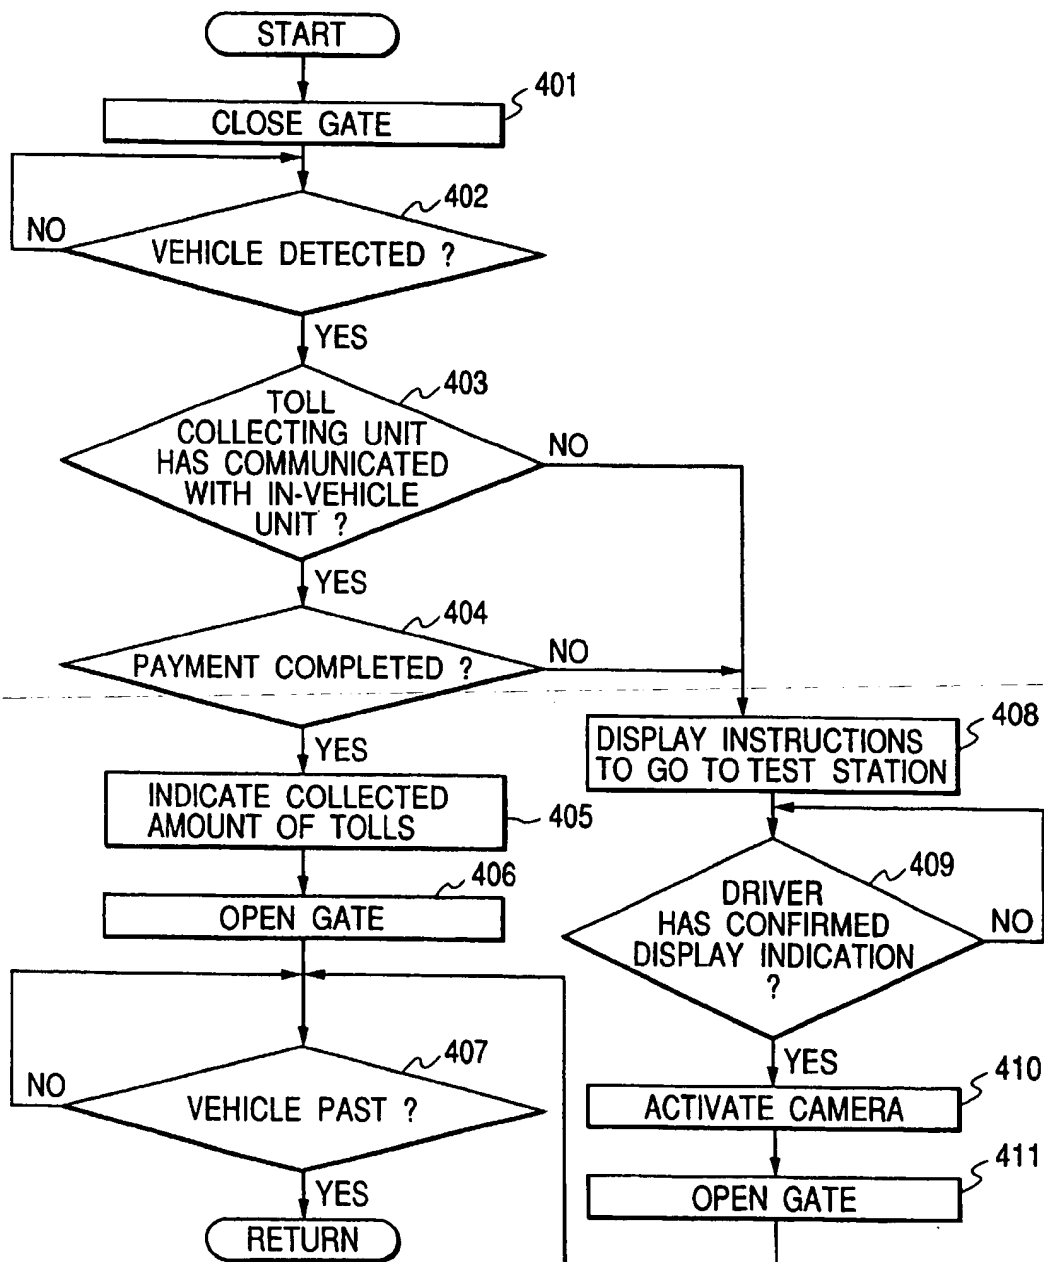 START
CLOSE GATE
401
402
NO
VEHICLE DETECTED ?
YES
403
TOLL
COLLECTING UNIT
HAS COMMUNICATED
WITH IN-VEHICLE
UNIT ?
NO
YES
404
PAYMENT COMPLETED ?
NO
YES
INDICATE COLLECTED
AMOUNT OF TOLLS
405
406
OPEN GATE
407
NO
VEHICLE PAST ?
YES
RETURN
408
DISPLAY INSTRUCTIONS
TO GO TO TEST STATION
409
DRIVER
HAS CONFIRMED
DISPLAY INDICATION
?
NO
YES
410
ACTIVATE CAMERA
411
OPEN GATE